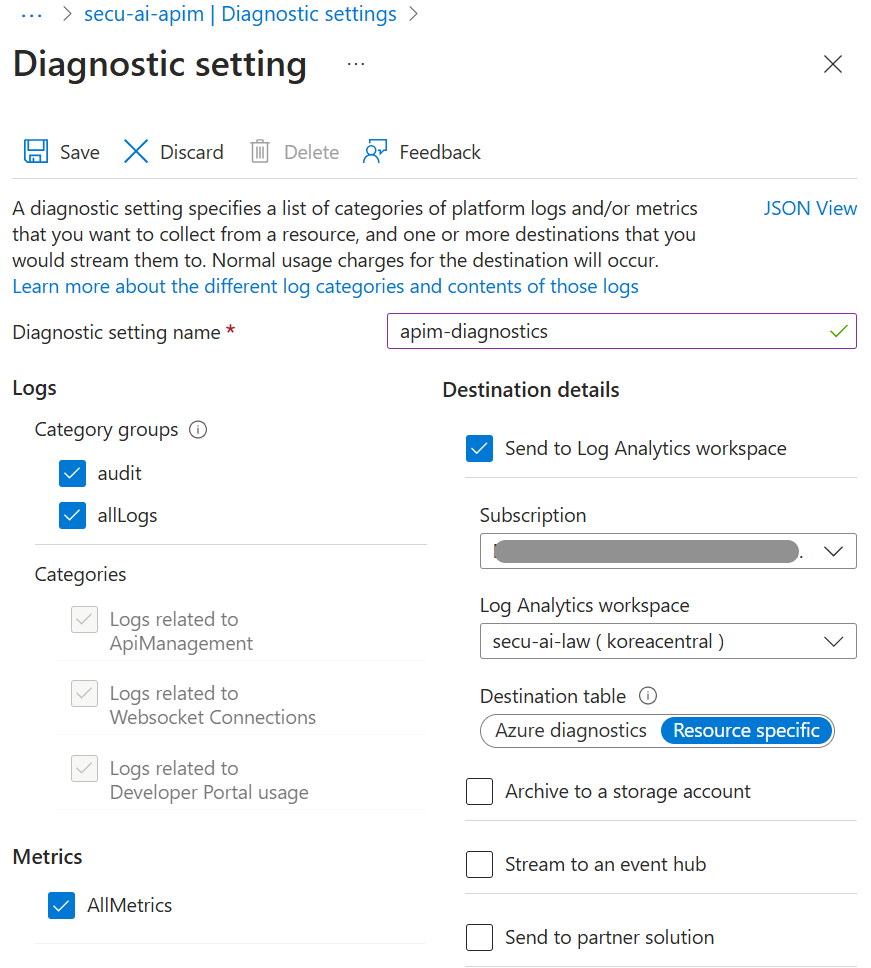 … > secu-ai-apim | Diagnostic settings >
Diagnostic setting …
Save Discard Delete Feedback
A diagnostic setting specifies a list of categories of platform logs and/or metrics
that you want to collect from a resource, and one or more destinations that you
would stream them to. Normal usage charges for the destination will occur.
Learn more about the different log categories and contents of those logs
JSON View
Diagnostic setting name *
apim-diagnostics
Logs
Category groups
audit
allLogs
Categories
Logs related to
ApiManagement
Logs related to
Websocket Connections
Logs related to
Developer Portal usage
Metrics
AllMetrics
Destination details
Send to Log Analytics workspace
Subscription
Log Analytics workspace
secu-ai-law ( koreacentral )
Destination table
Azure diagnostics Resource specific
Archive to a storage account
Stream to an event hub
Send to partner solution